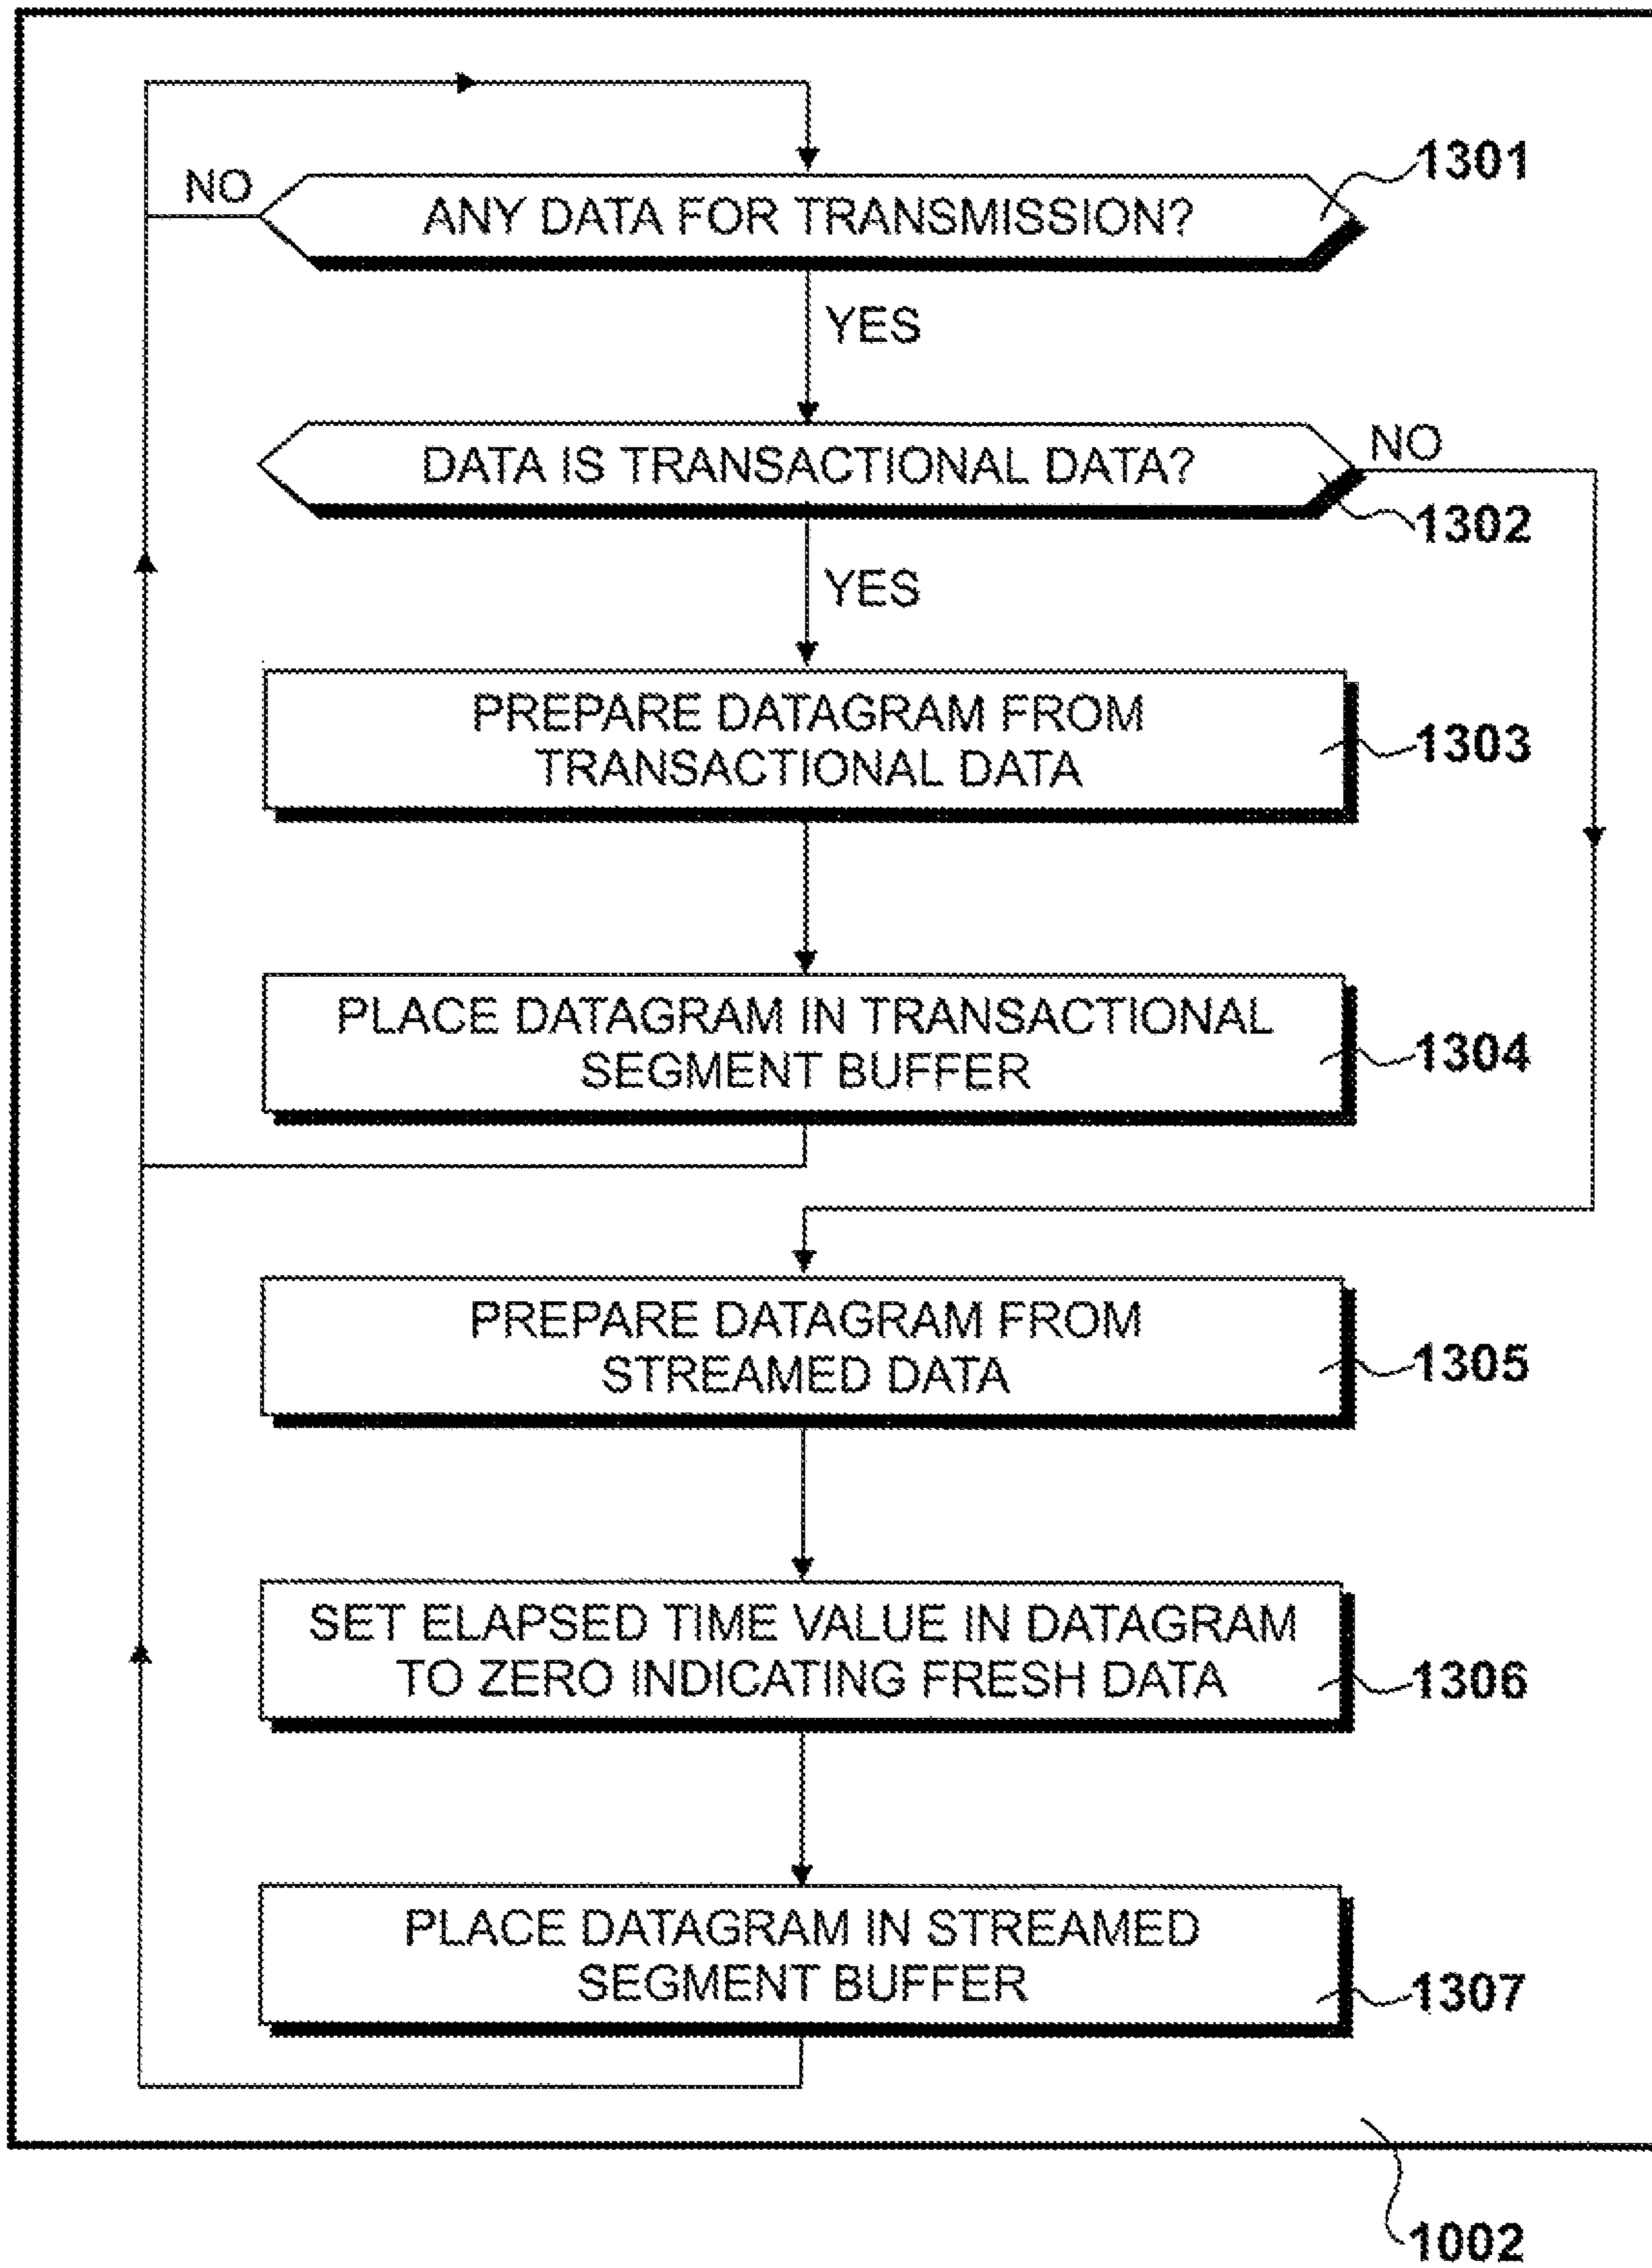 NO
ANY DATA FOR TRANSMISSION?
1301
YES
DATA IS TRANSACTIONAL DATA?
NO
1302
YES
PREPARE DATAGRAM FROM
TRANSACTIONAL DATA
1303
PLACE DATAGRAM IN TRANSACTIONAL
SEGMENT BUFFER
1304
PREPARE DATAGRAM FROM
STREAMED DATA
1305
SET ELAPSED TIME VALUE IN DATAGRAM
TO ZERO INDICATING FRESH DATA
1306
PLACE DATAGRAM IN STREAMED
SEGMENT BUFFER
1307
1002